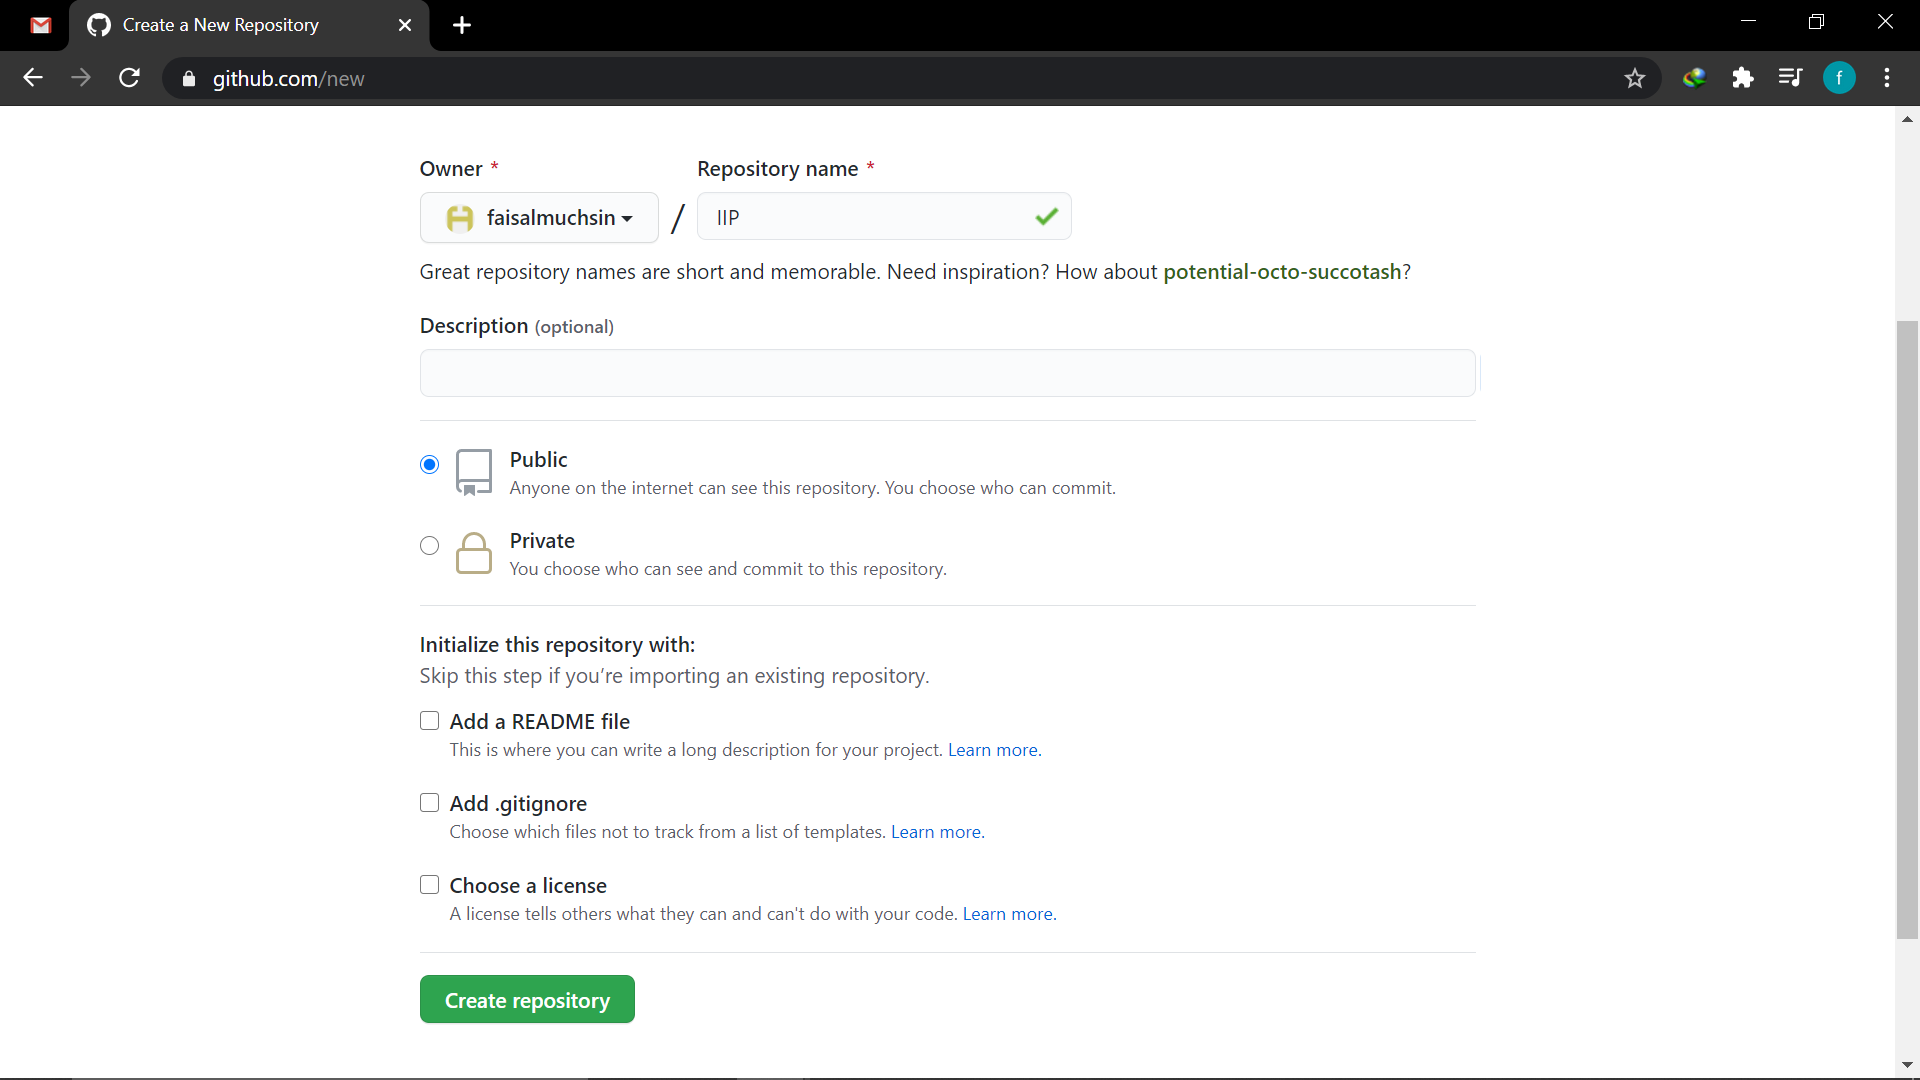 Create a New Repository
github.com/new
f
Owner *
Repository name *
faisalmuchsin / IIP
Great repository names are short and memorable. Need inspiration? How about potential-octo-succotash?
Description (optional)
Public
Anyone on the internet can see this repository. You choose who can commit.
Private
You choose who can see and commit to this repository.
Initialize this repository with:
Skip this step if you’re importing an existing repository.
Add a README file
This is where you can write a long description for your project. Learn more.
Add .gitignore
Choose which files not to track from a list of templates. Learn more.
Choose a license
A license tells others what they can and can't do with your code. Learn more.
Create repository